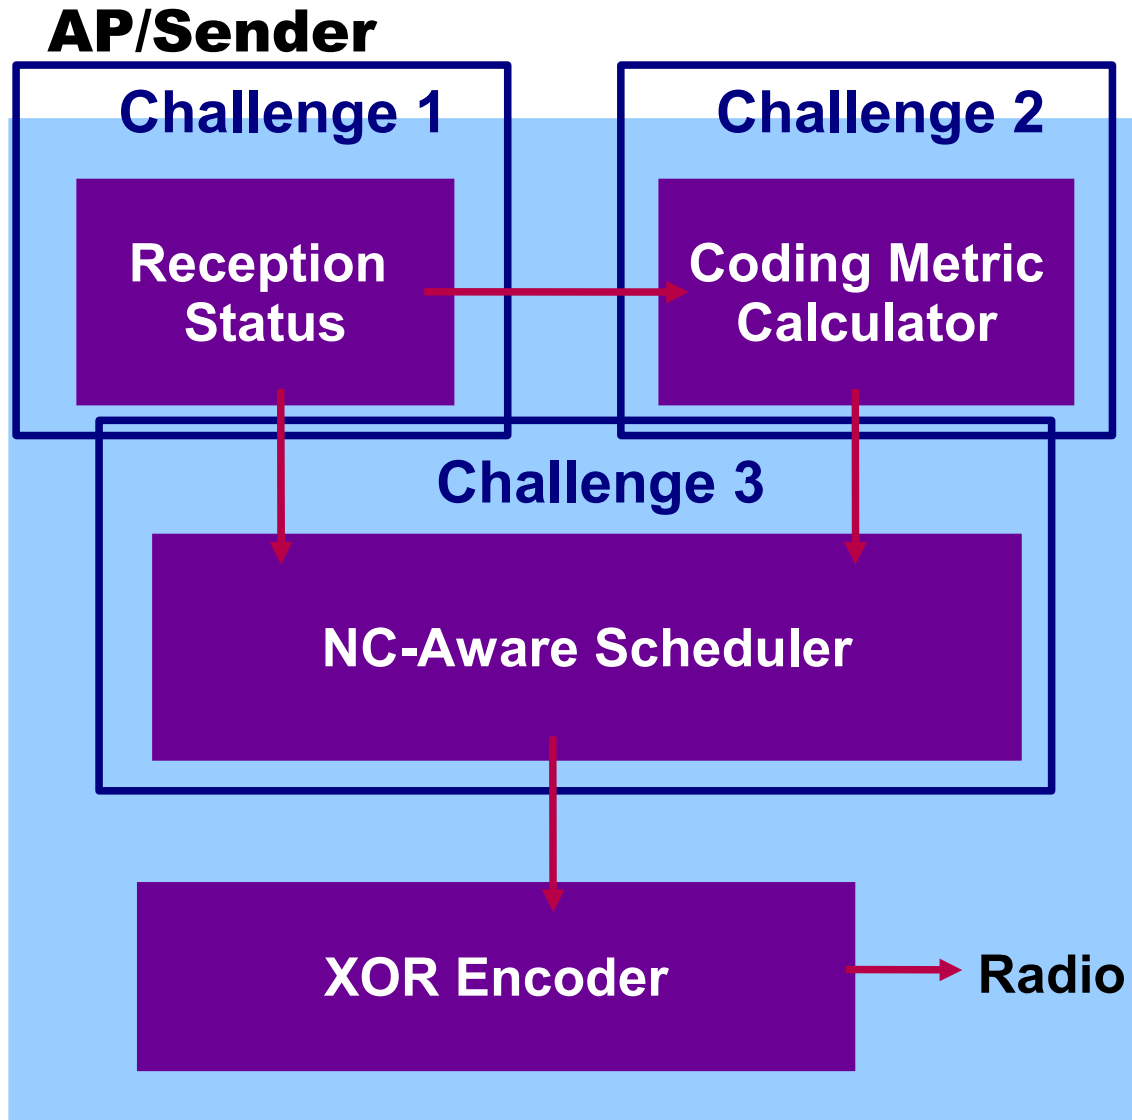 AP/Sender
Challenge 1
Challenge 2
Reception
Status
Coding Metric
Calculator
Challenge 3
NC-Aware Scheduler
XOR Encoder
Radio